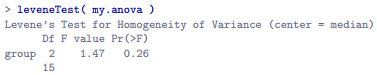 > leveneTest( my.anova )
Levene's Test for Homogeneity of Variance (center = median)
Df F value Pr(>F)
group 2 1.47 0.26
15